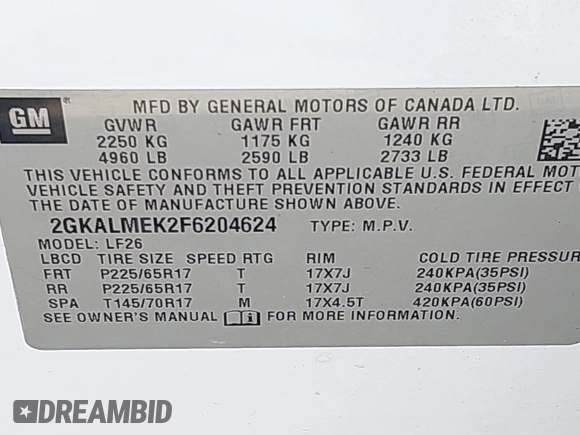 GM
MFD BY GENERAL MOTORS OF CANADA LTD.
GVWR GAWR FRT GAWR RR
2250 KG 1175 KG 1240 KG
4960 LB 2590 LB 2733 LB
THIS VEHICLE CONFORMS TO ALL APPLICABLE U.S. FEDERAL MOTOR
VEHICLE SAFETY AND THEFT PREVENTION STANDARDS IN EFFECT
THE DATE OF MANUFACTURE SHOWN ABOVE.
2GKALMEK2F6204624 TYPE: M.P.V.
MODEL: LF26
LBCD TIRE SIZE SPEED RTG RIM COLD TIRE PRESSUR
FRT P225/65R17 T 17X7J 240KPA(35PSI)
RR P225/65R17 T 17X7J 240KPA(35PSI)
SPA T145/70R17 M 17X4.5T 420KPA(60PSI)
SEE OWNER'S MANUAL FOR MORE INFORMATION.
DREAMBID